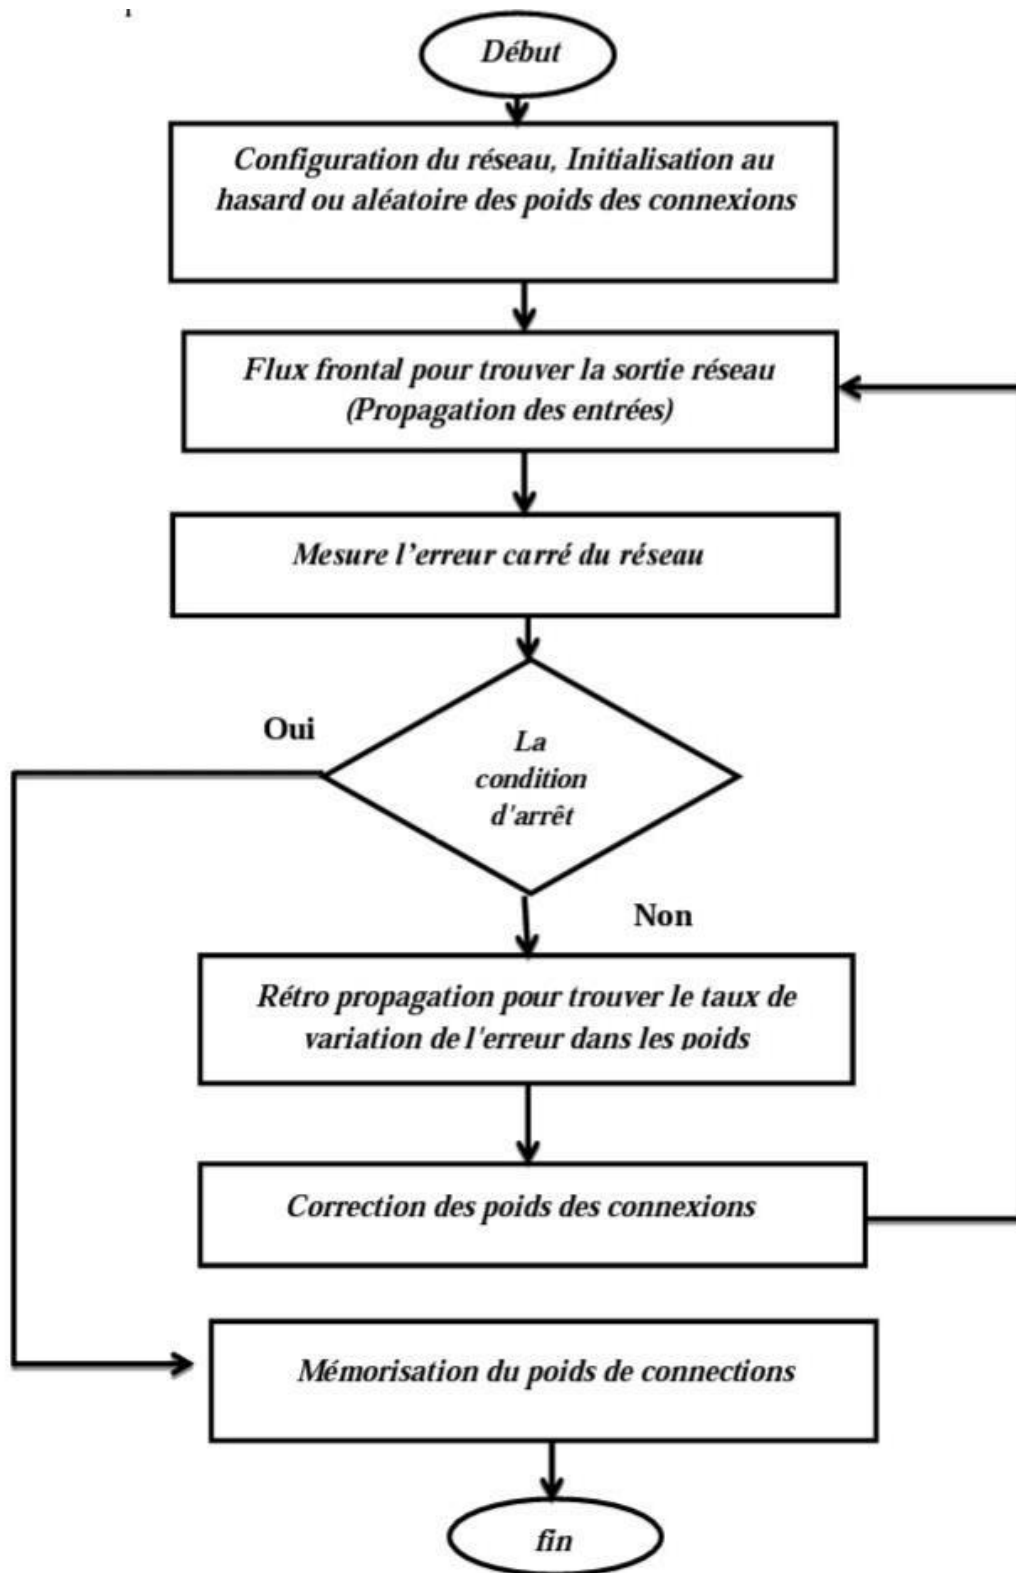 Début
Configuration du réseau, Initialisation au
hasard ou aléatoire des poids des connexions
Flux frontal pour trouver la sortie réseau
(Propagation des entrées)
Mesure l'erreur carré du réseau
Oui
La
condition
d'arrêt
Non
Rétro propagation pour trouver le taux de
variation de l'erreur dans les poids
Correction des poids des connexions
Mémorisation du poids de connections
fin